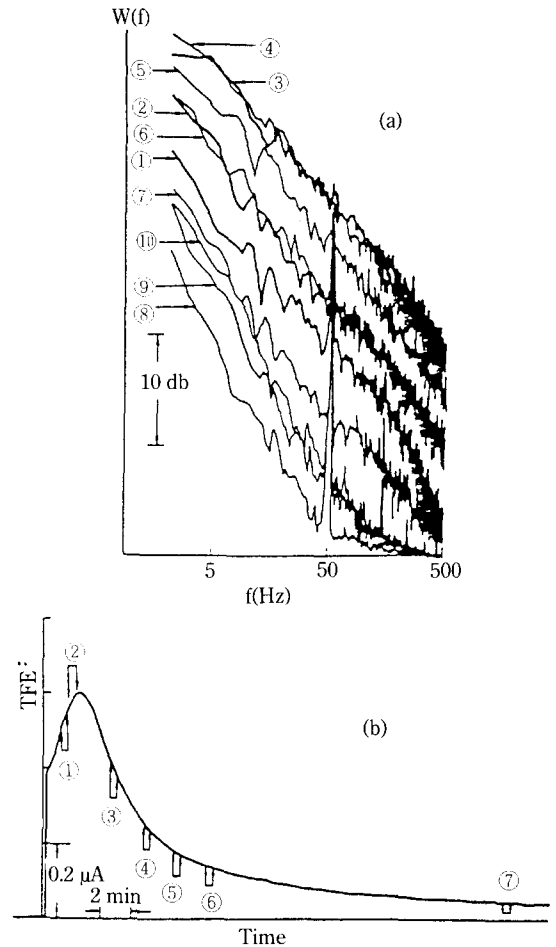 W(f)
④
③
⑤
②
⑥
①
⑦
⑩
⑨
⑧
(a)
10 db
5 50 500
f(Hz)
TFE
②
(b)
①
③
④
⑤
⑥
⑦
0.2 μA
2 min
Time